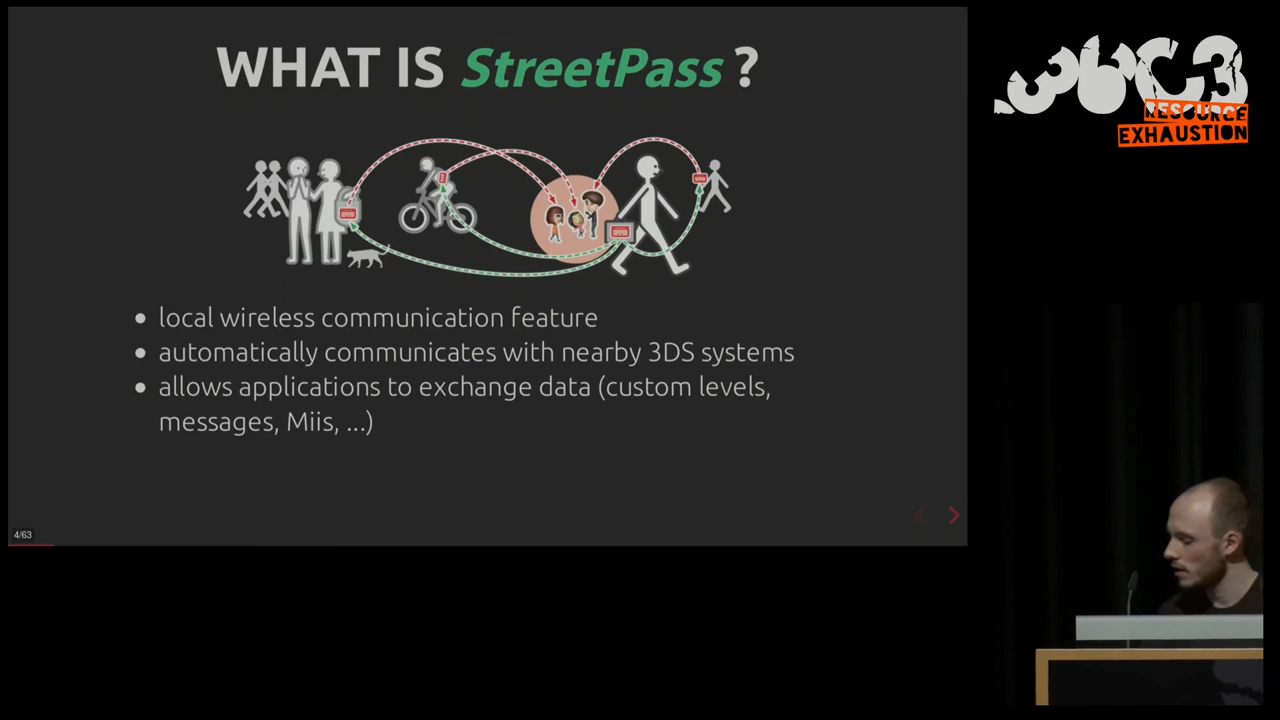 WHAT IS StreetPass ?
local wireless communication feature
automatically communicates with nearby 3DS systems
allows applications to exchange data (custom levels,
messages, Miis, ...)
4/63
36C3
RESOURCE
EXHAUSTION